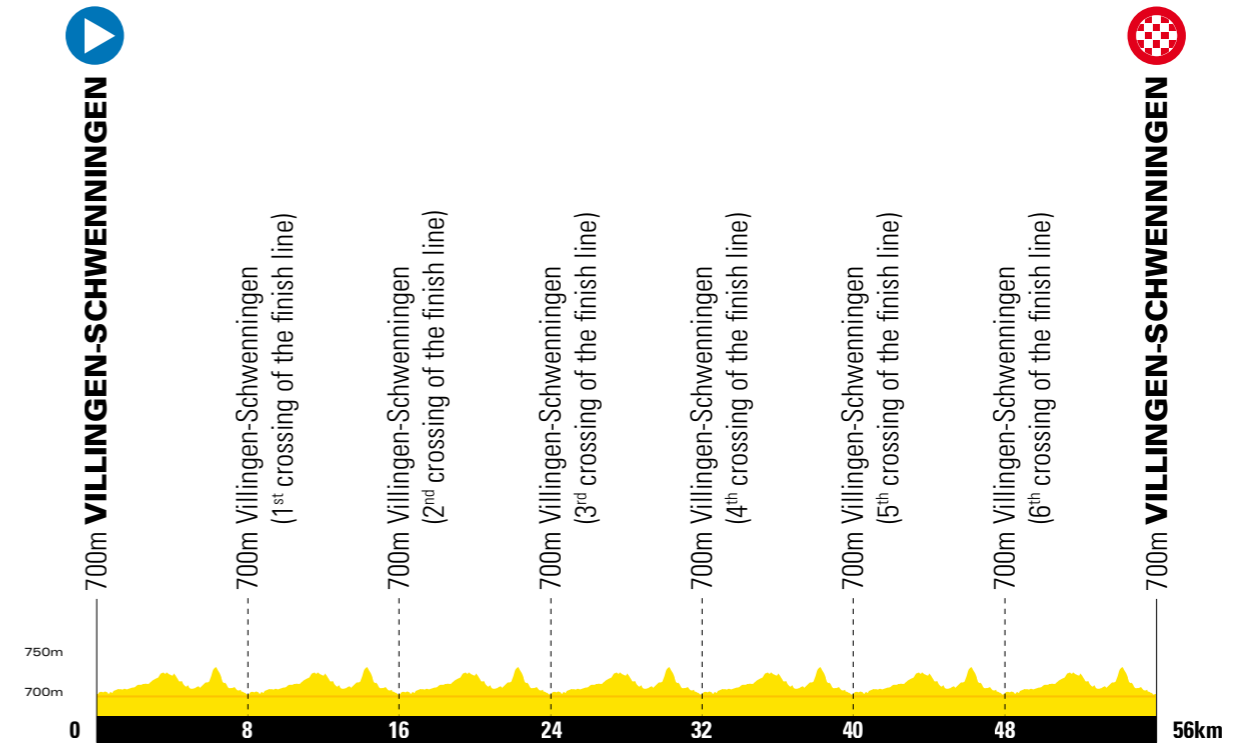 700m VILLINGEN-SCHWENNINGEN
700m Villingen-Schwenningen
(1st crossing of the finish line)
700m Villingen-Schwenningen
(2nd crossing of the finish line)
700m Villingen-Schwenningen
(3rd crossing of the finish line)
700m Villingen-Schwenningen
(4th crossing of the finish line)
700m Villingen-Schwenningen
(5th crossing of the finish line)
700m Villingen-Schwenningen
(6th crossing of the finish line)
700m VILLINGEN-SCHWENNINGEN
750m
700m
0 8 16 24 32 40 48 56km